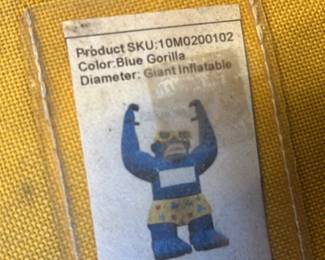 Product SKU:10M0200102
Color:Blue Gorilla
Diameter: Giant Inflatable